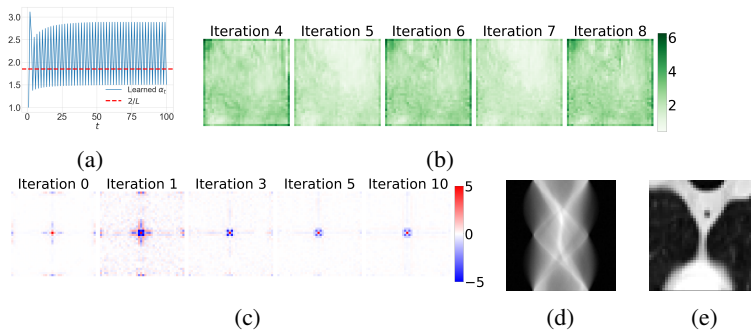 3.0
2.5
2.0
1.5
1.0
Learned αt
2/L
0 25 50 75 100
t
(a)
Iteration 4 Iteration 5 Iteration 6 Iteration 7 Iteration 8
6
4
2
(b)
Iteration 0 Iteration 1 Iteration 3 Iteration 5 Iteration 10
5
0
−5
(c)
(d)
(e)